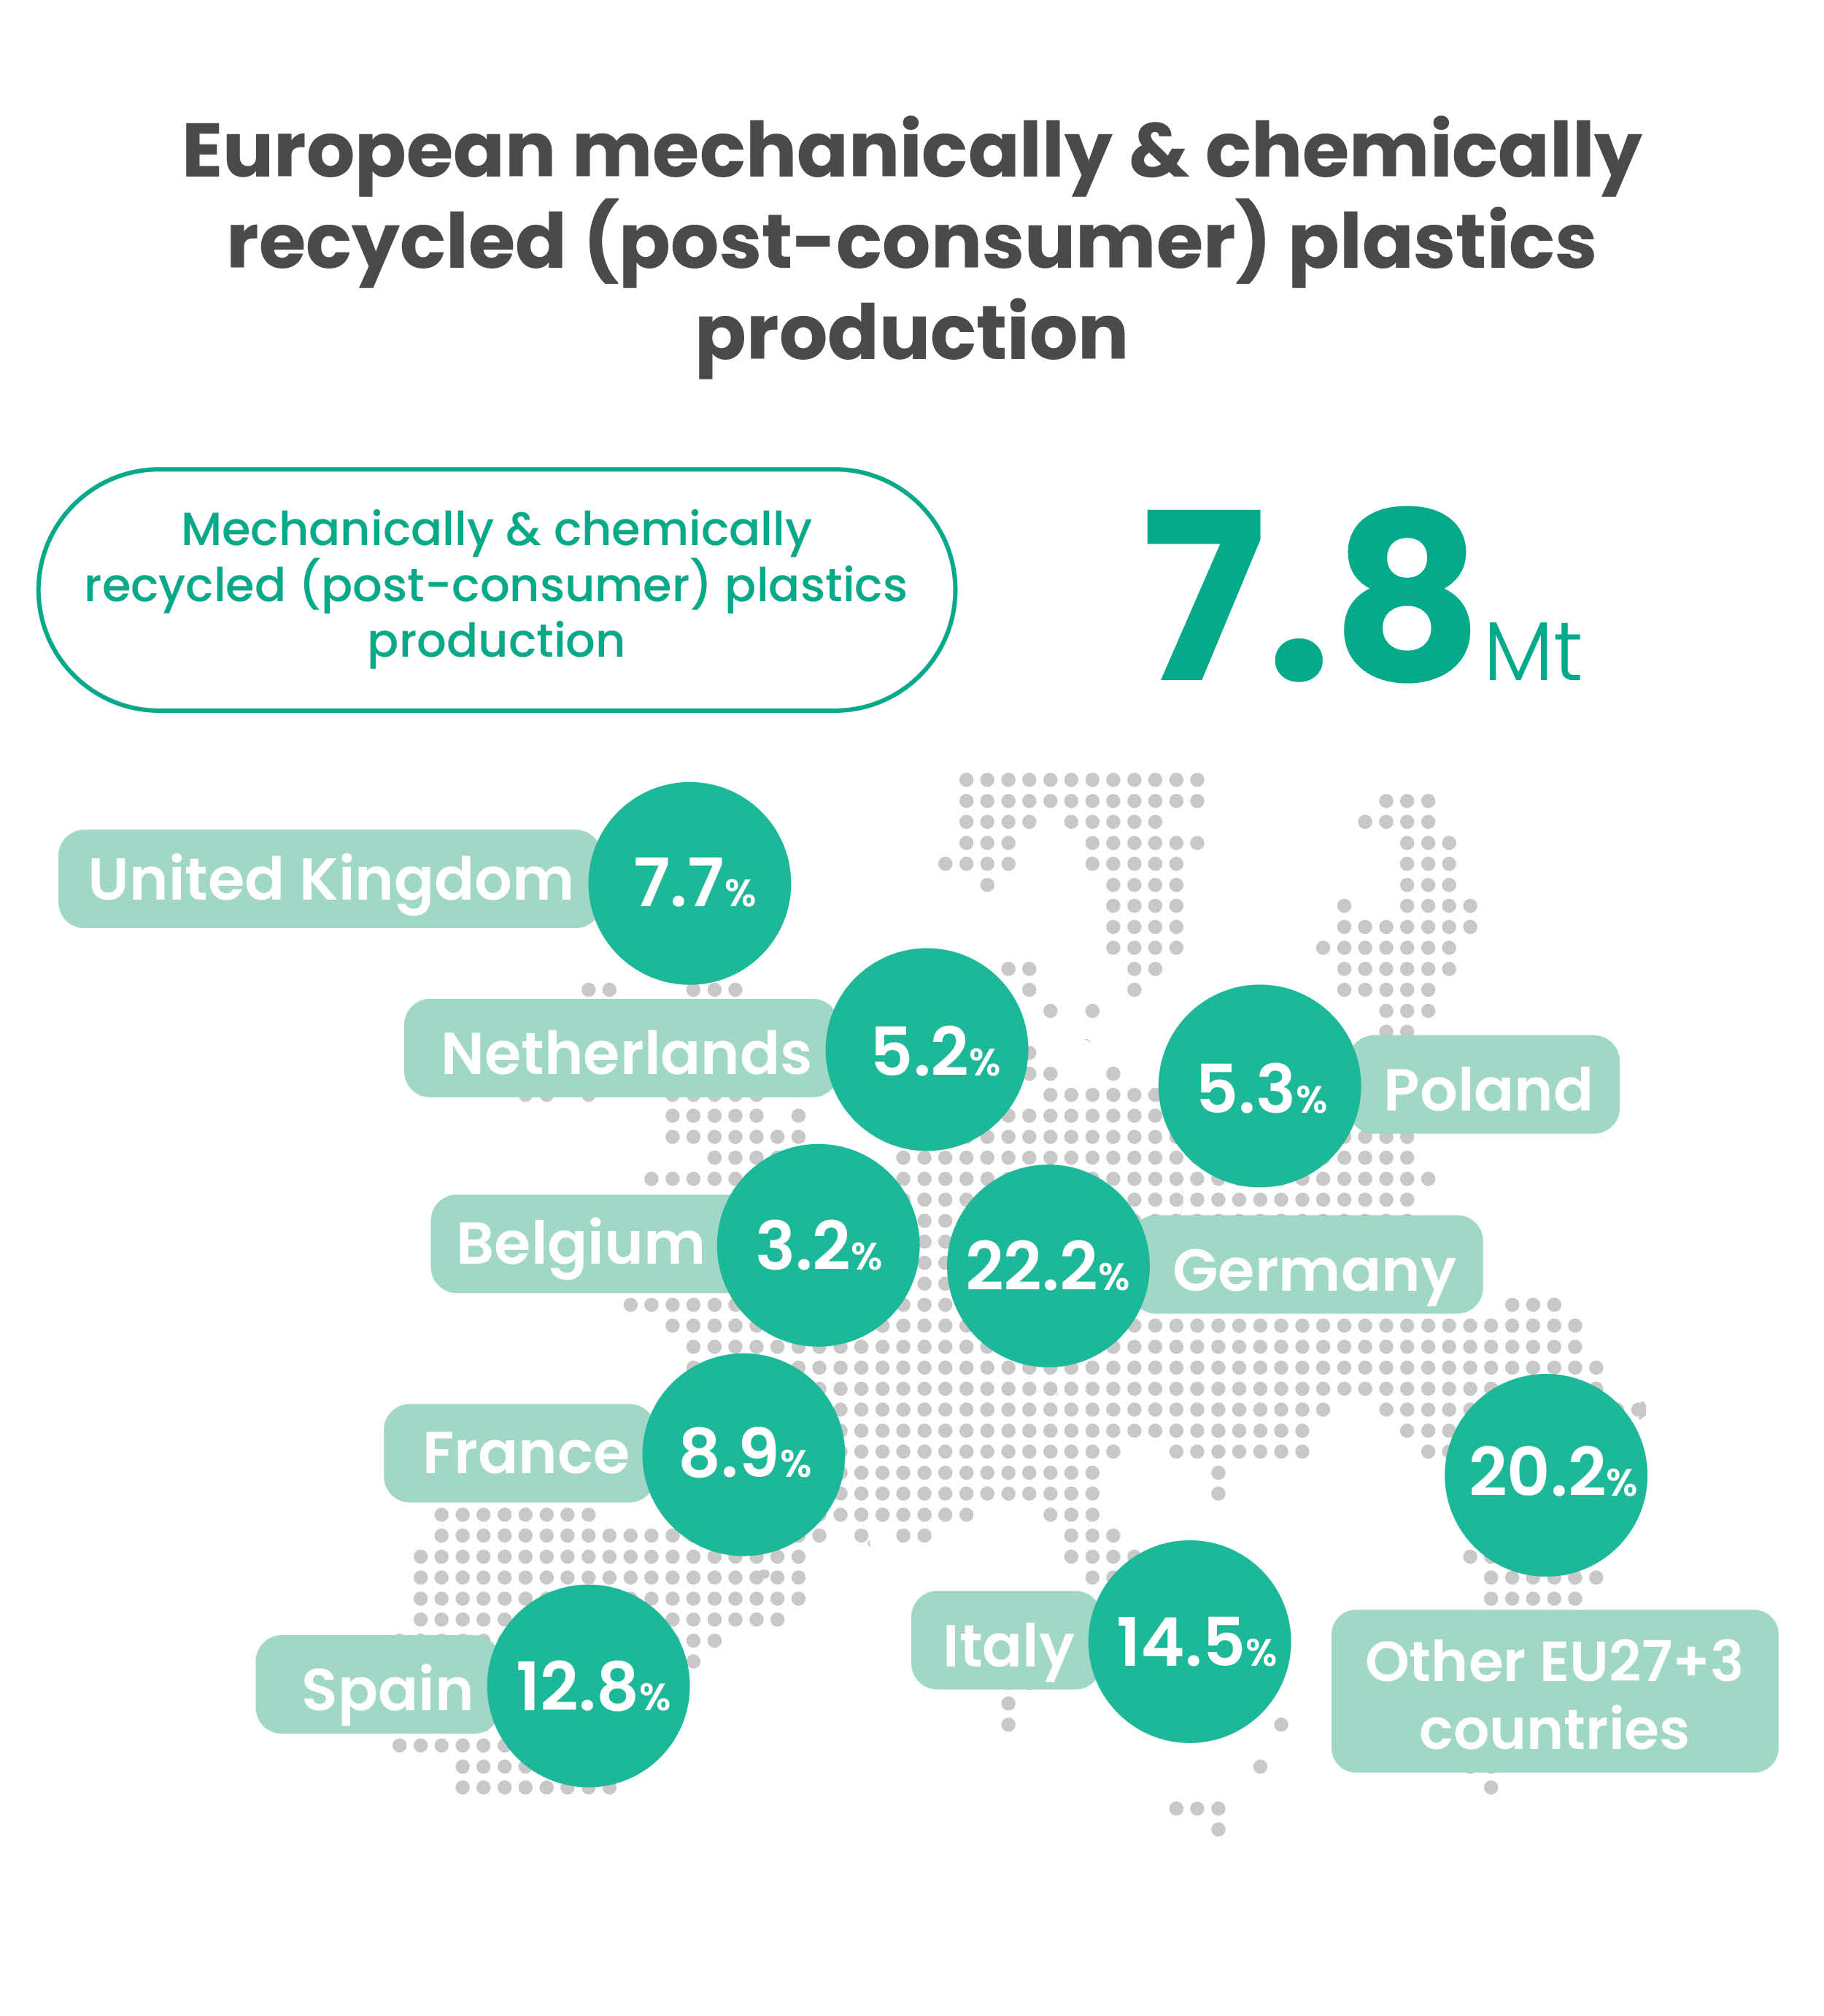 European mechanically & chemically
recycled (post-consumer) plastics
production
Mechanically & chemically
recycled (post-consumer) plastics
production
7.8 Mt
United Kingdom 7.7%
Netherlands 5.2%
5.3% Poland
Belgium 3.2%
22.2% Germany
France 8.9%
20.2%
Other EU27+3
countries
Italy 14.5%
Spain 12.8%